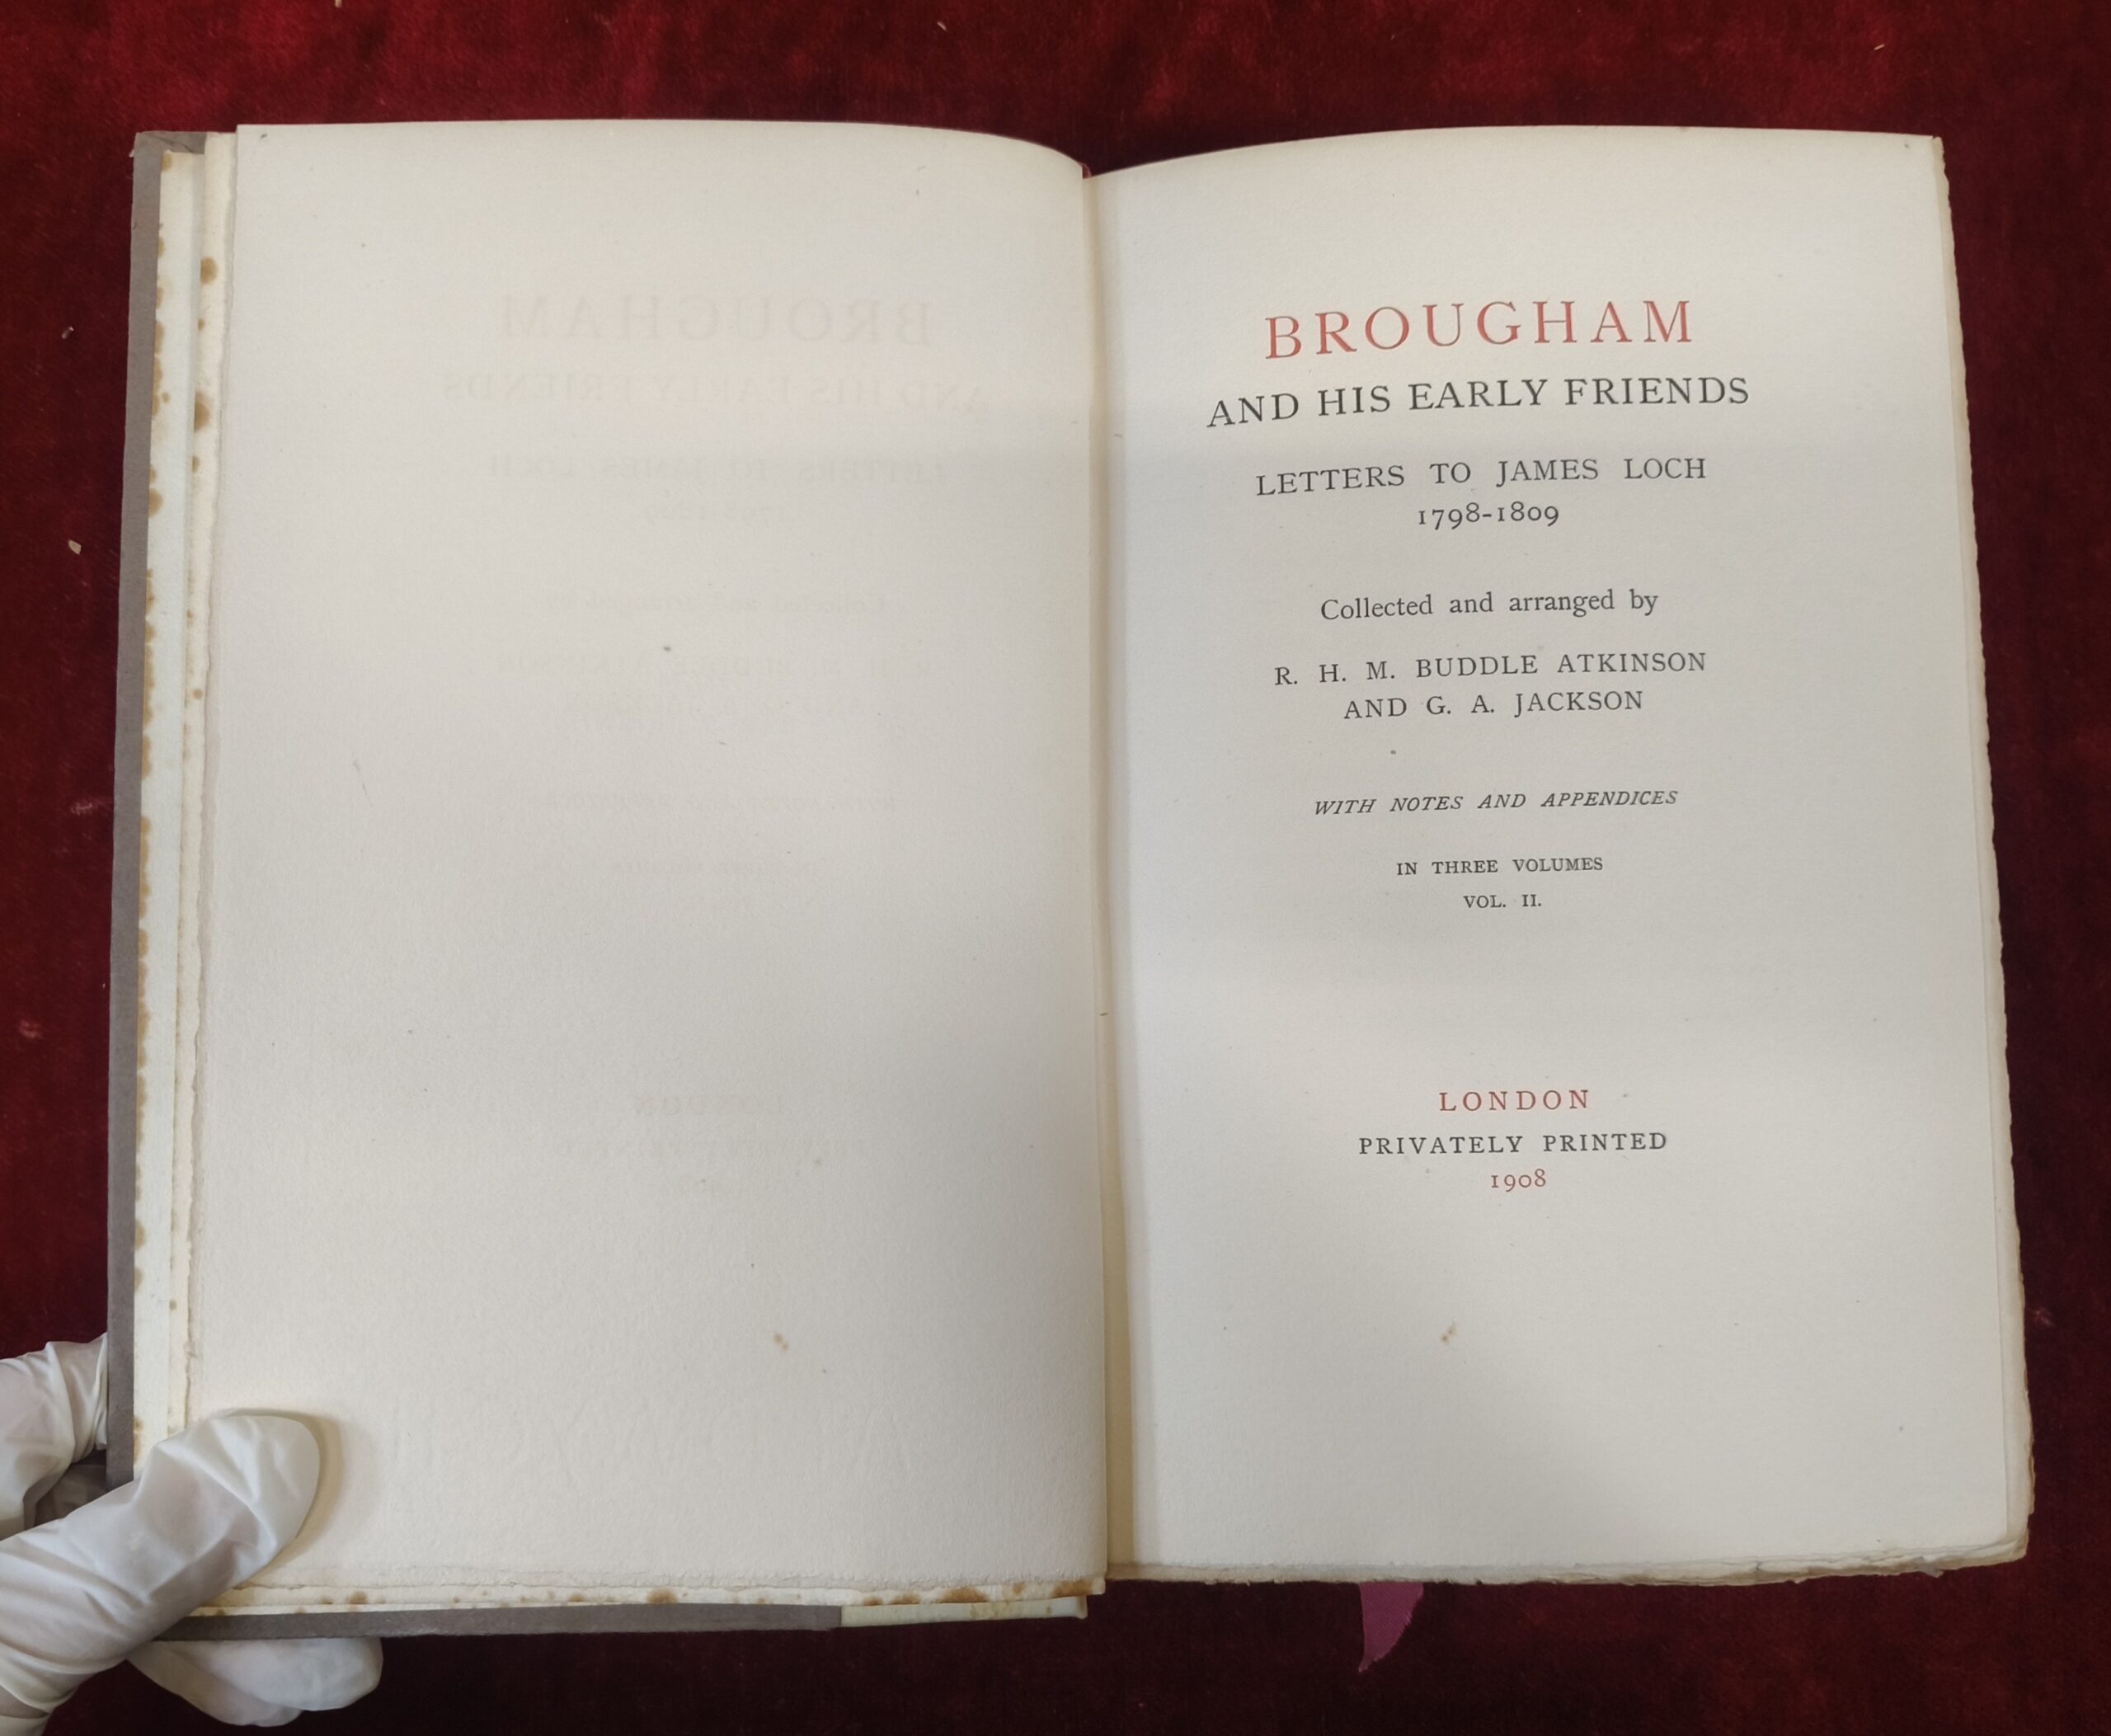 BROUGHAM
AND HIS EARLY FRIENDS
LETTERS TO JAMES LOCH
1798-1809
Collected and arranged by
R. H. M. BUDDLE ATKINSON
AND G. A. JACKSON
WITH NOTES AND APPENDICES
IN THREE VOLUMES
VOL. II.
LONDON
PRIVATELY PRINTED
1908